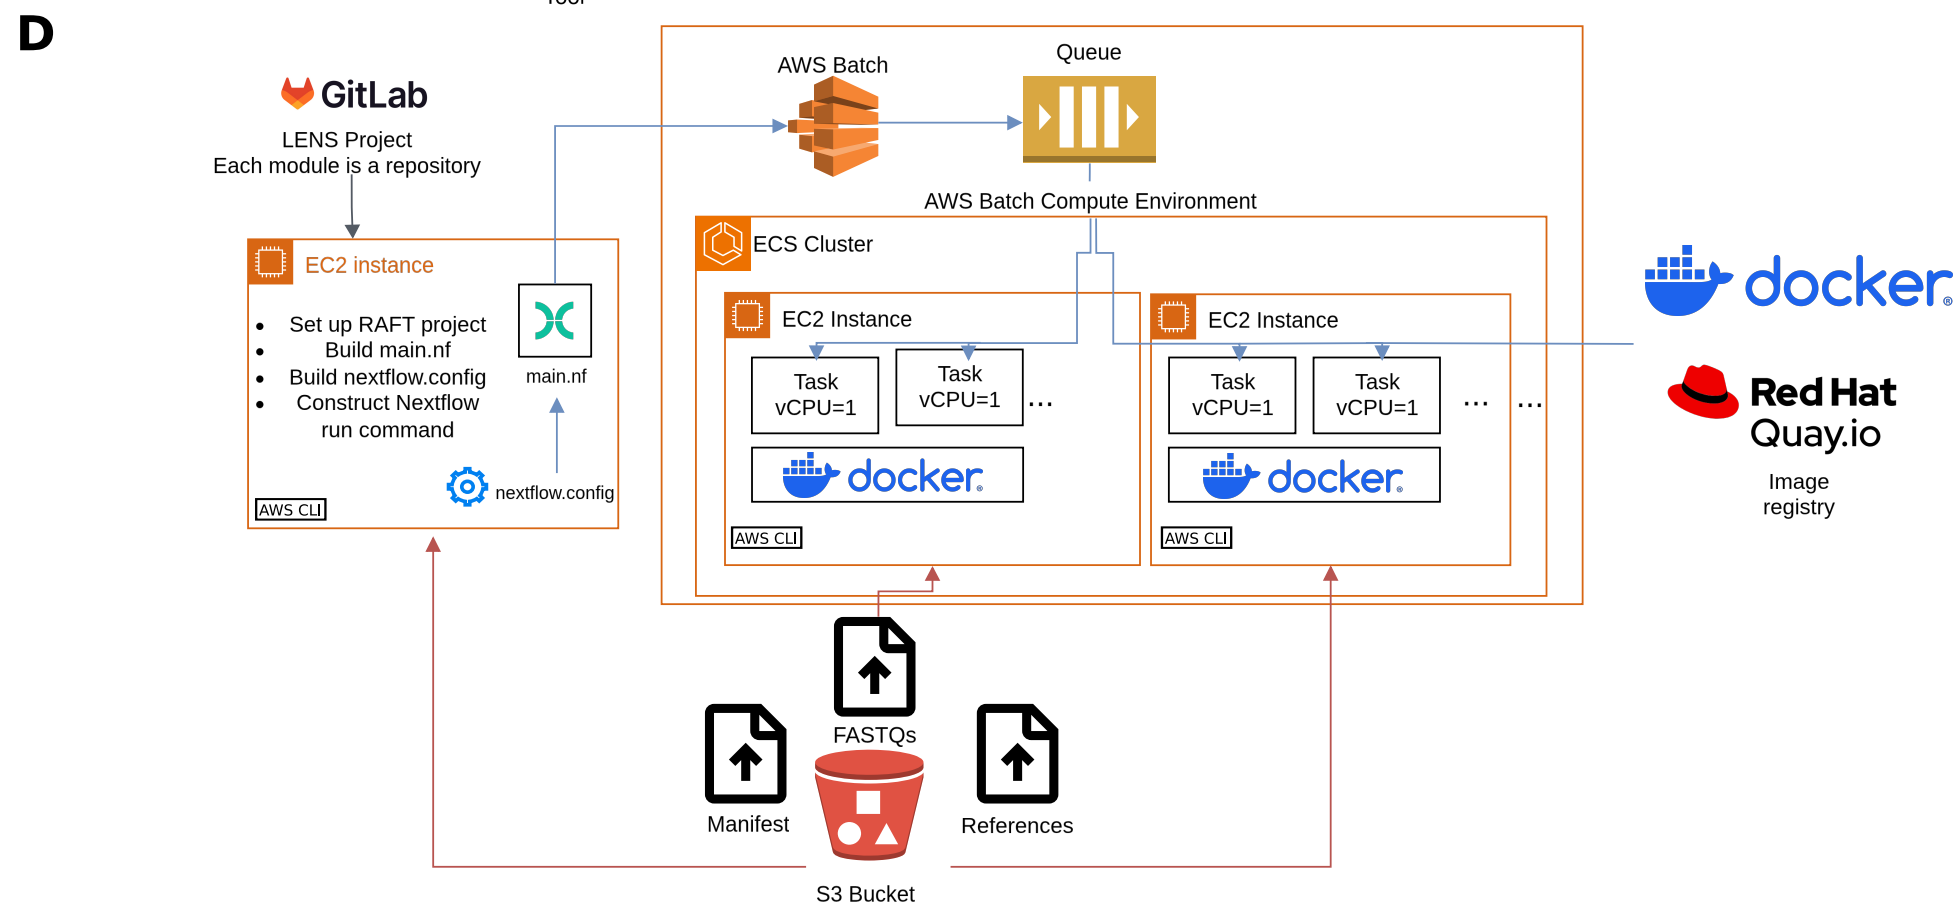 D
GitLab
LENS Project
Each module is a repository
EC2 instance
Set up RAFT project
Build main.nf
Build nextflow.config
Construct Nextflow
run command
main.nf
nextflow.config
AWS CLI
AWS Batch
Queue
AWS Batch Compute Environment
ECS Cluster
EC2 Instance
Task
vCPU=1
Task
vCPU=1
...
docker®
AWS CLI
EC2 Instance
Task
vCPU=1
Task
vCPU=1
...
...
docker®
AWS CLI
docker®
Red Hat
Quay.io
Image
registry
FASTQs
Manifest
References
S3 Bucket